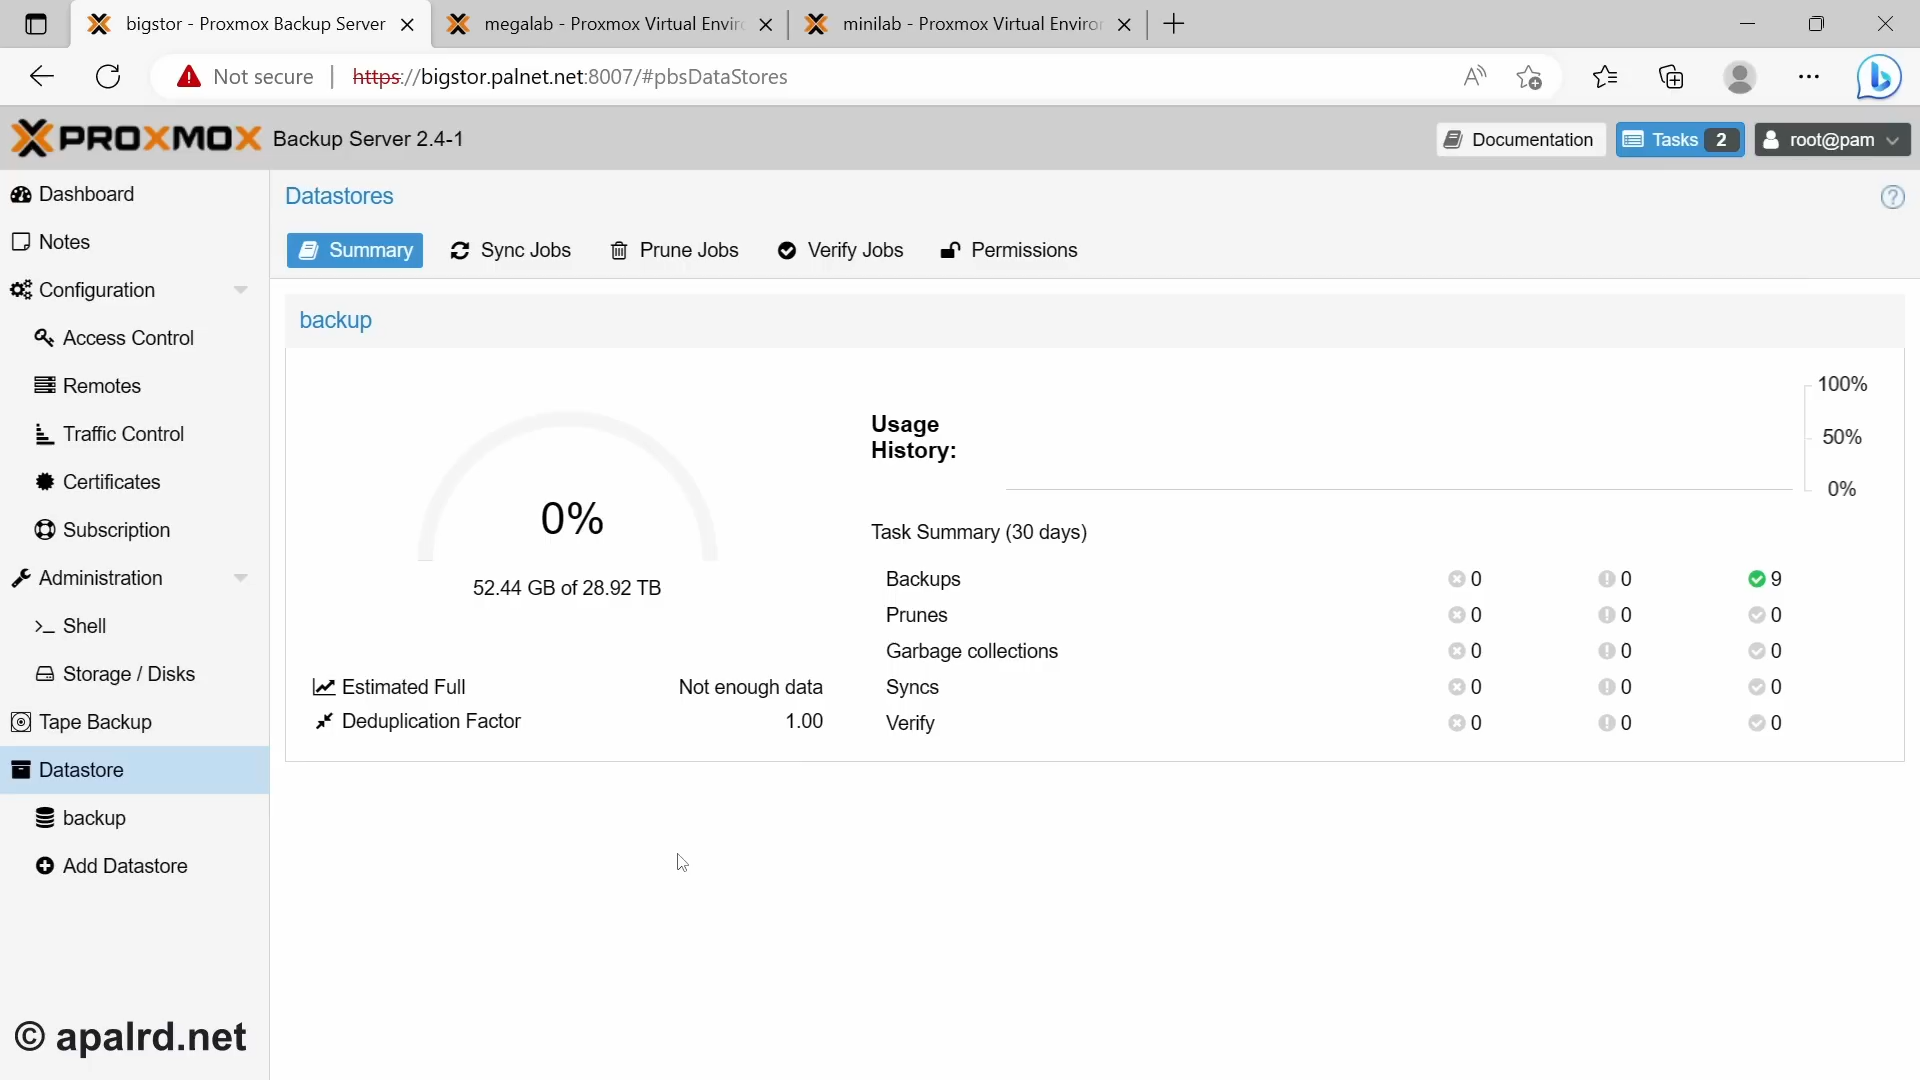 bigstor - Proxmox Backup Server
megalab - Proxmox Virtual Envir
minilab - Proxmox Virtual Enviror
Not secure
https://bigstor.palnet.net:8007/#pbsDataStores
PROXMOX Backup Server 2.4-1
Documentation
Tasks 2
root@pam
Dashboard
Notes
Configuration
Access Control
Remotes
Traffic Control
Certificates
Subscription
Administration
Shell
Storage / Disks
Tape Backup
Datastore
backup
Add Datastore
© apalrd.net
Datastores
Summary
Sync Jobs
Prune Jobs
Verify Jobs
Permissions
backup
0%
52.44 GB of 28.92 TB
Estimated Full Not enough data
Deduplication Factor 1.00
Usage
History:
100%
50%
0%
Task Summary (30 days)
Backups 0 0 9
Prunes 0 0 0
Garbage collections 0 0 0
Syncs 0 0 0
Verify 0 0 0